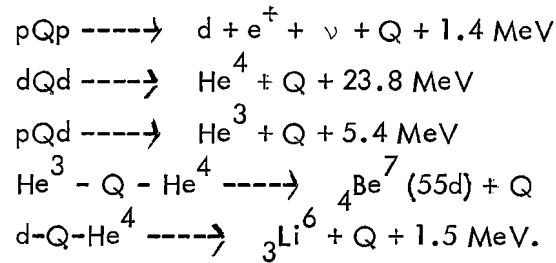 pQp -----> d + e⁺ + ν + Q + 1.4 MeV
dQd -----> He⁴ + Q + 23.8 MeV
pQd -----> He³ + Q + 5.4 MeV
He³ - Q - He⁴ -----> ₄Be⁷ (55d) + Q
d-Q-He⁴ -----> ₃Li⁶ + Q + 1.5 MeV.